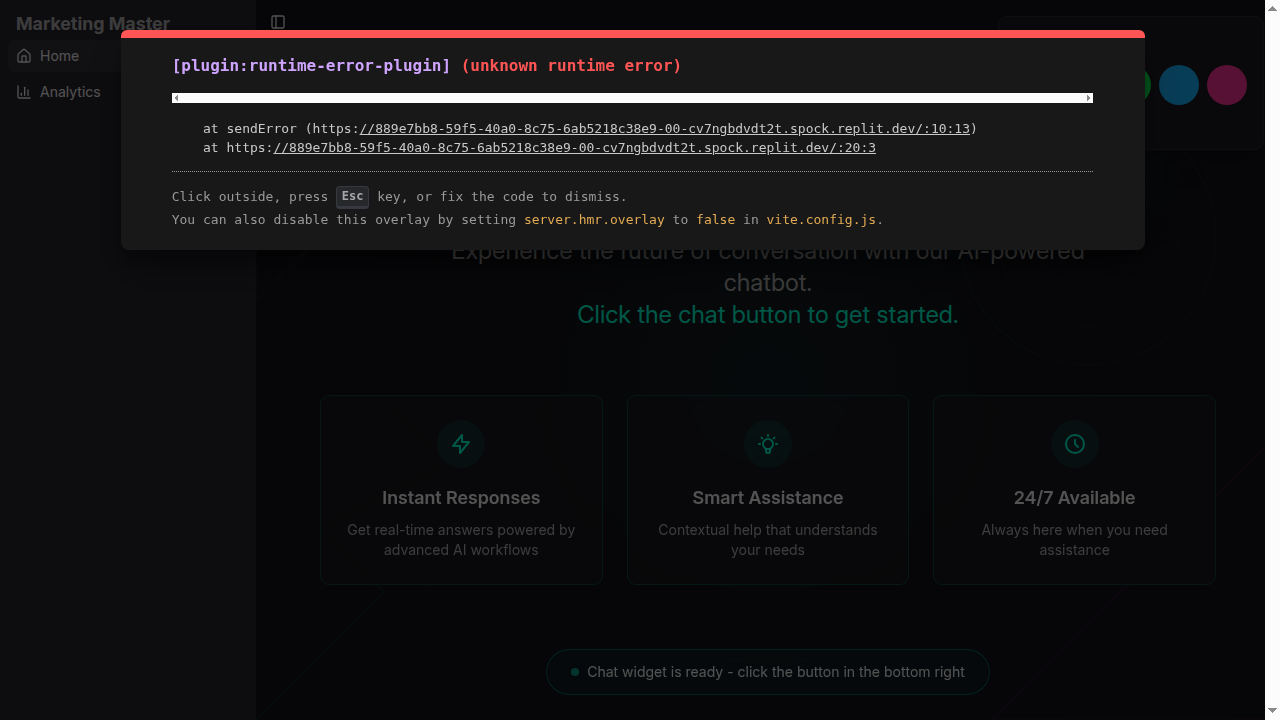 Marketing Master
Home
Analytics
[plugin:runtime-error-plugin] (unknown runtime error)
at sendError (https://889e7bb8-59f5-40a0-8c75-6ab5218c38e9-00-cv7ngbdvdt2t.spock.replit.dev/:10:13)
at https://889e7bb8-59f5-40a0-8c75-6ab5218c38e9-00-cv7ngbdvdt2t.spock.replit.dev/:20:3
Click outside, press Esc key, or fix the code to dismiss.
You can also disable this overlay by setting server.hmr.overlay to false in vite.config.js.
Experience the future of conversation with our AI-powered
chatbot.
Click the chat button to get started.
Instant Responses
Get real-time answers powered by
advanced AI workflows
Smart Assistance
Contextual help that understands
your needs
24/7 Available
Always here when you need
assistance
Chat widget is ready - click the button in the bottom right